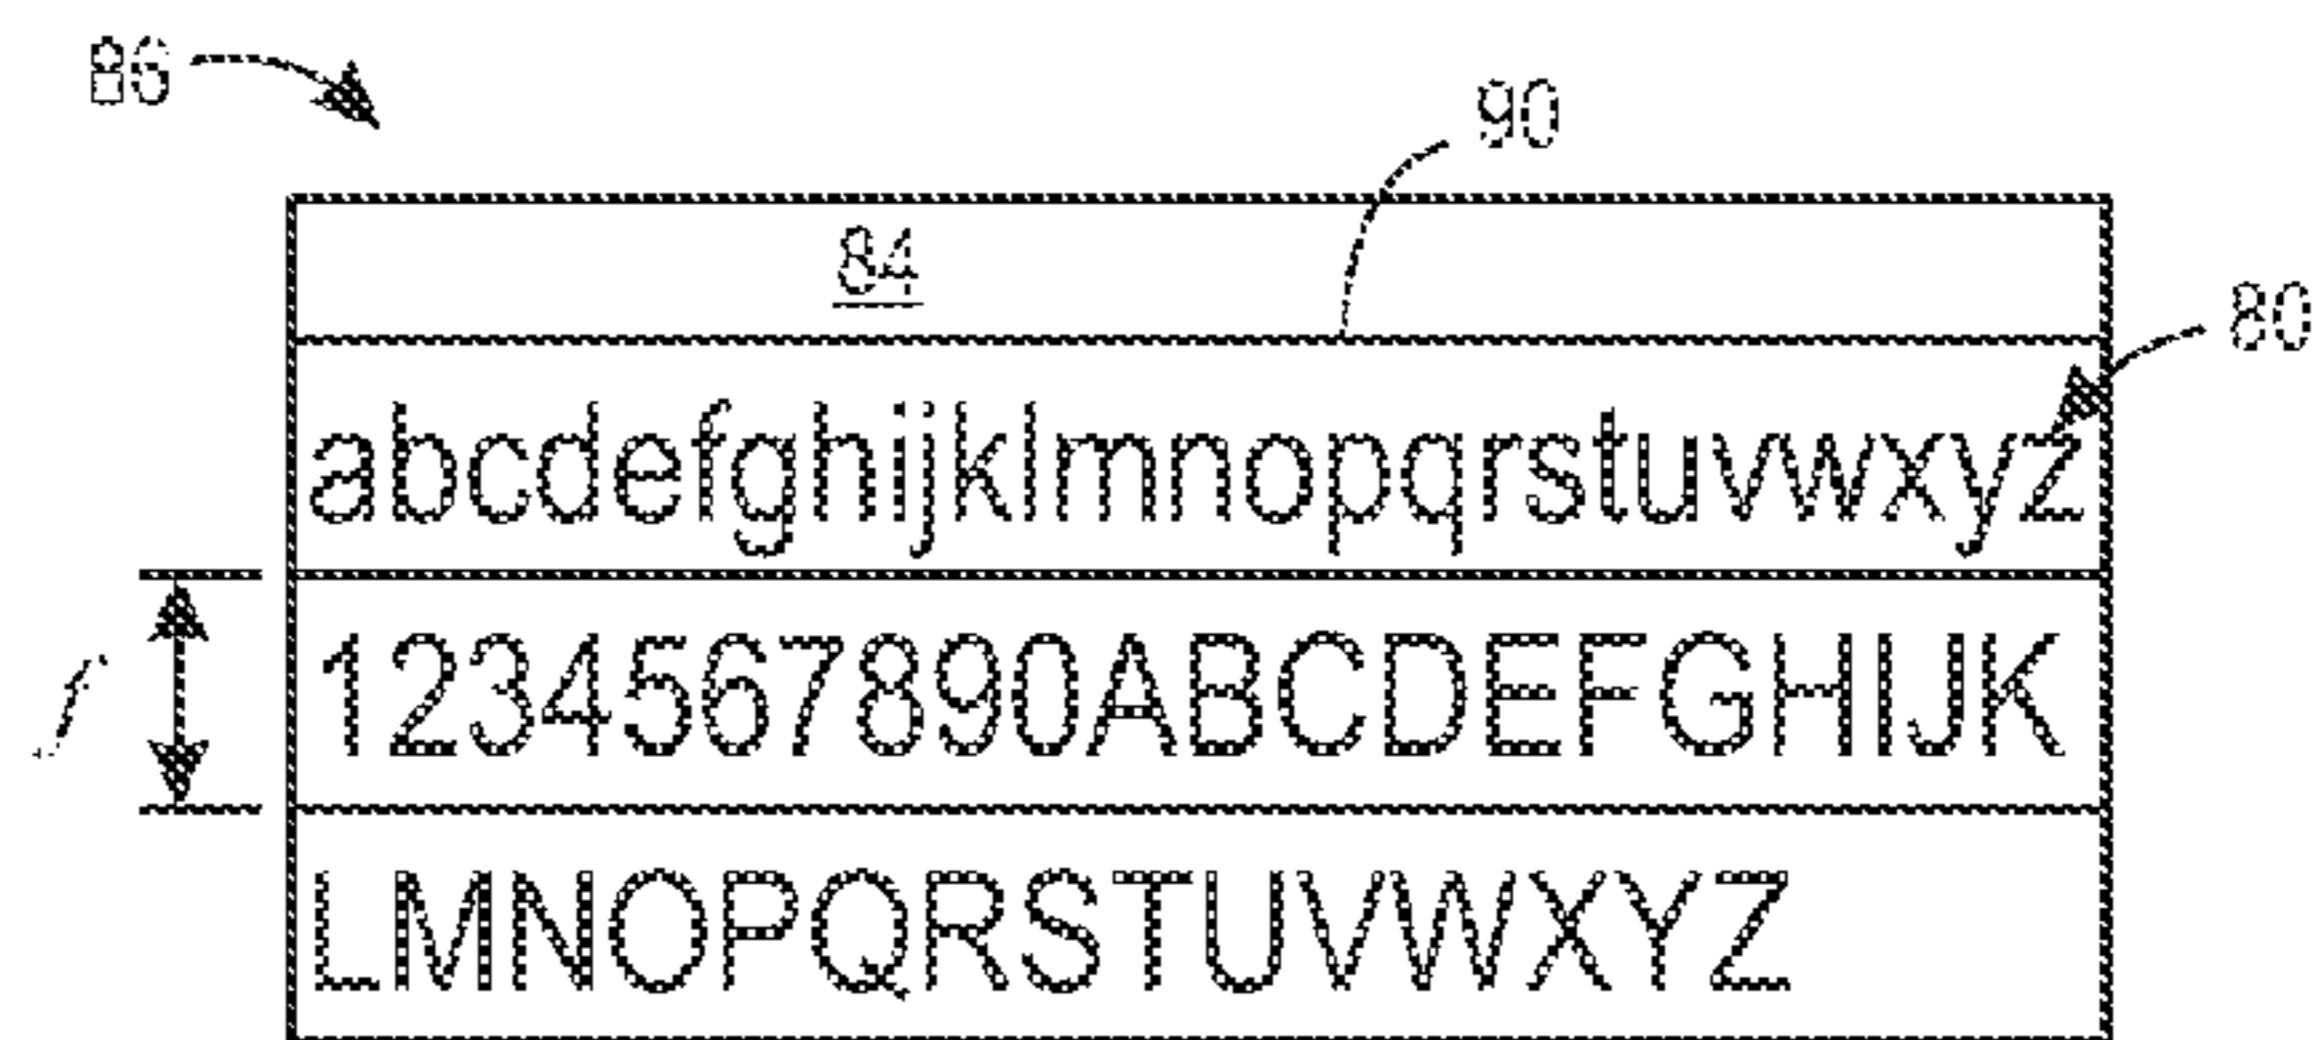 86
90
84
80
abcdefghijklmnopqrstuvwxyz
f
1234567890ABCDEFGHIJK
LMNOPQRSTUVWXYZ